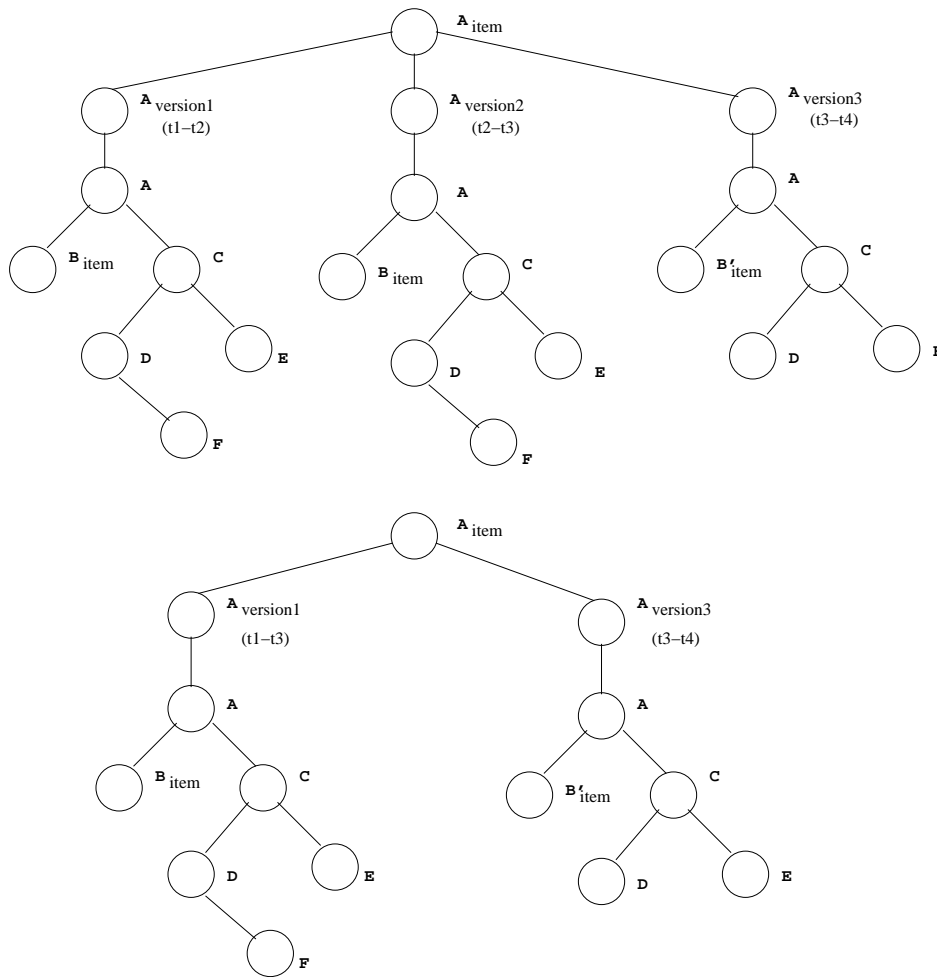 A item
A version1
(t1–t2)
A version2
(t2–t3)
A version3
(t3–t4)
A
A
A
B item
C
B item
C
B' item
C
D
E
D
E
D
F
F
A item
A version1
(t1–t3)
A version3
(t3–t4)
A
A
B item
C
B' item
C
D
E
D
E
F